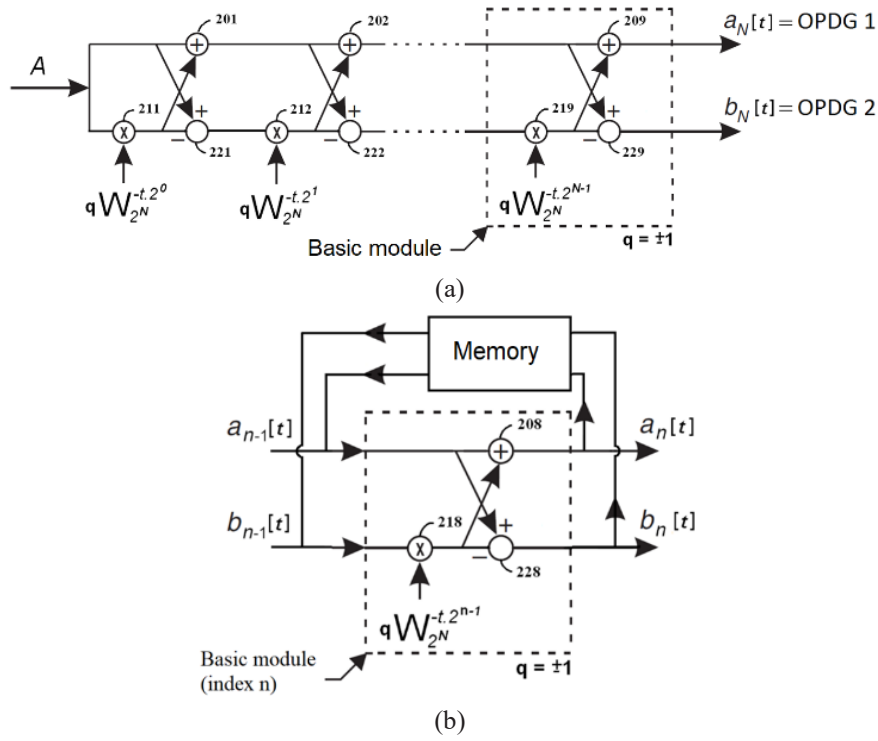 201 202 209
a_N[t] = OPDG 1
A
b_N[t] = OPDG 2
211 212 219
X X X
+ + +
− − −
221 222 229
qW_{2^N}^{-t.2^0} qW_{2^N}^{-t.2^1} qW_{2^N}^{-t.2^{N-1}}
Basic module
q = ±1
(a)
Memory
208
a_{n-1}[t] a_n[t]
+
218
b_{n-1}[t] b_n[t]
X
+
−
228
qW_{2^N}^{-t.2^{n-1}}
Basic module
(index n)
q = ±1
(b)